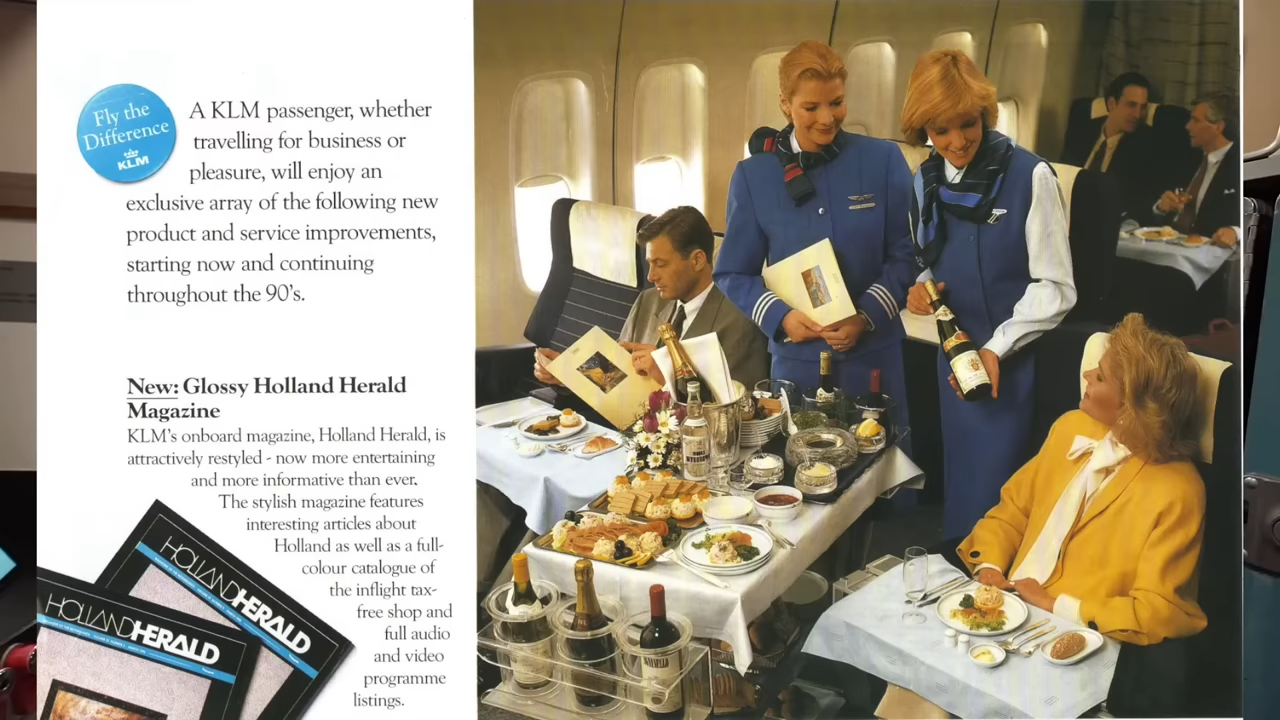 Fly the
Difference
KLM
A KLM passenger, whether
travelling for business or
pleasure, will enjoy an
exclusive array of the following new
product and service improvements,
starting now and continuing
throughout the 90's.
New: Glossy Holland Herald
Magazine
KLM's onboard magazine, Holland Herald, is
attractively restyled - now more entertaining
and more informative than ever.
The stylish magazine features
interesting articles about
Holland as well as a full-
colour catalogue of
the inflight tax-
free shop and
full audio
and video
programme
listings.
HOLLANDHERALD
HOLLANDHERALD